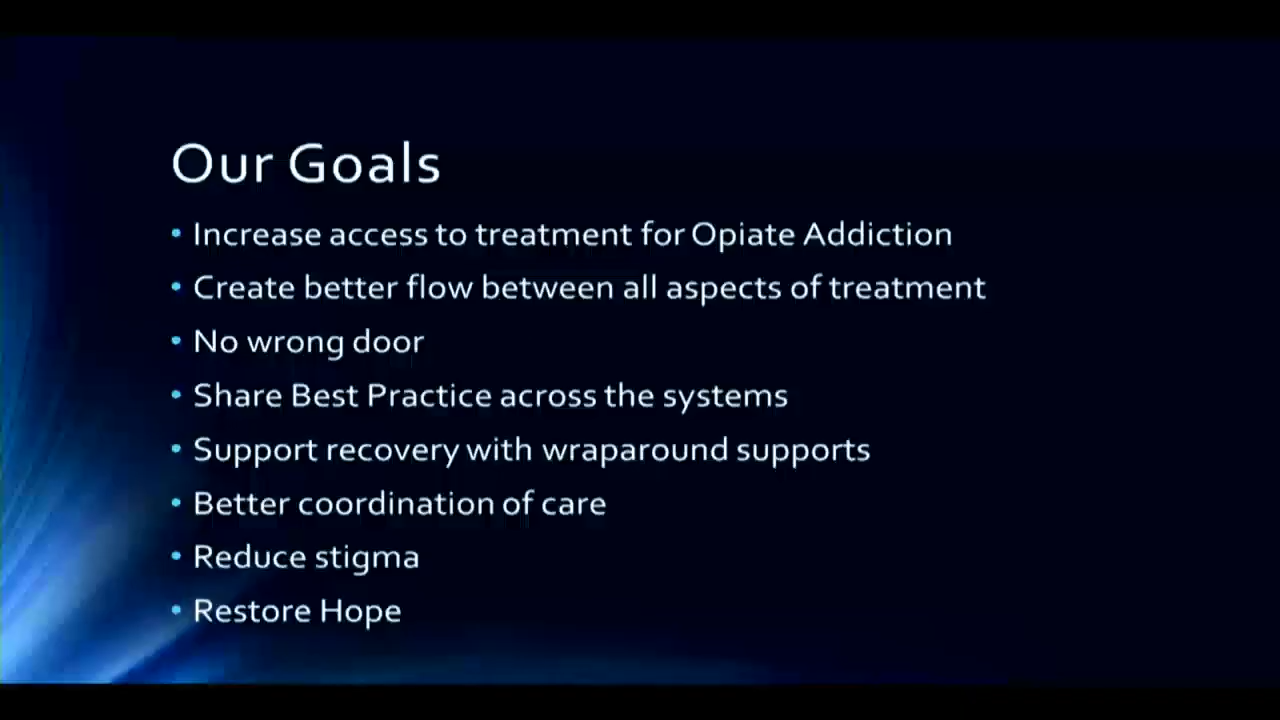 Our Goals
• Increase access to treatment for Opiate Addiction
• Create better flow between all aspects of treatment
• No wrong door
• Share Best Practice across the systems
• Support recovery with wraparound supports
• Better coordination of care
• Reduce stigma
• Restore Hope